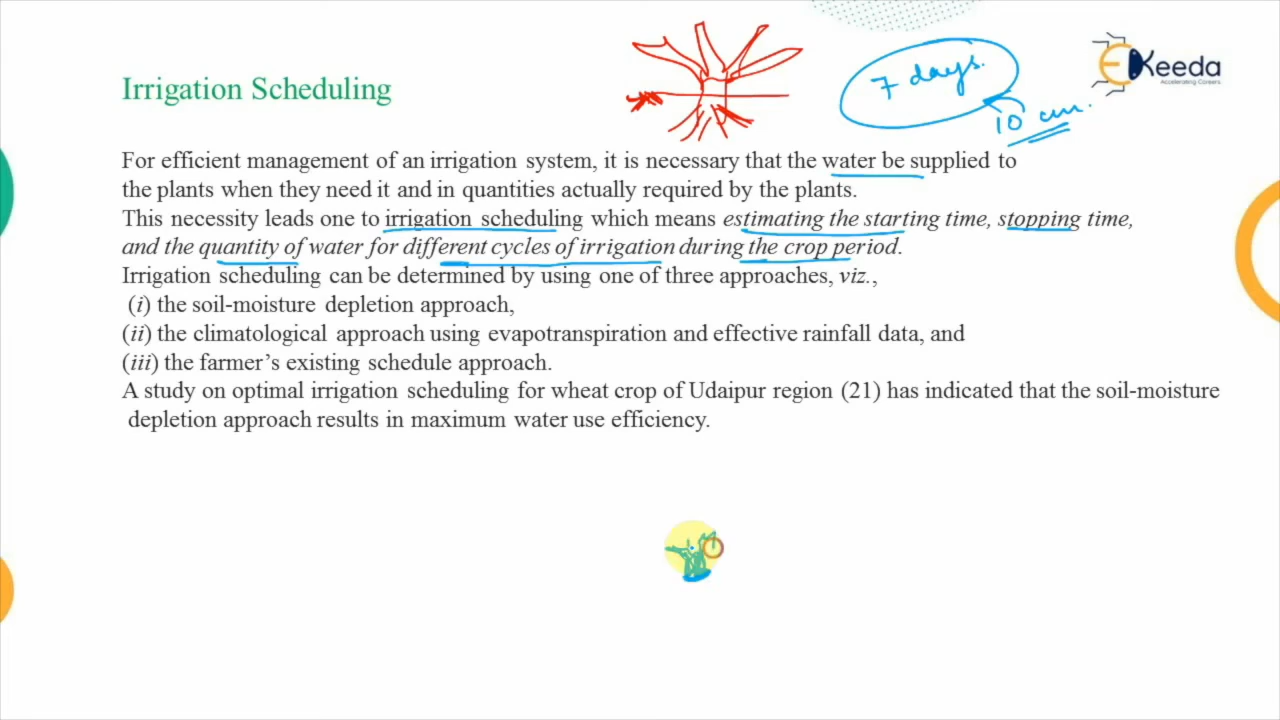 Irrigation Scheduling
7 days.
10 cm.
EKeeda
Accelerating Careers
For efficient management of an irrigation system, it is necessary that the water be supplied to
the plants when they need it and in quantities actually required by the plants.
This necessity leads one to irrigation scheduling which means estimating the starting time, stopping time,
and the quantity of water for different cycles of irrigation during the crop period.
Irrigation scheduling can be determined by using one of three approaches, viz.,
(i) the soil-moisture depletion approach,
(ii) the climatological approach using evapotranspiration and effective rainfall data, and
(iii) the farmer’s existing schedule approach.
A study on optimal irrigation scheduling for wheat crop of Udaipur region (21) has indicated that the soil-moisture
depletion approach results in maximum water use efficiency.